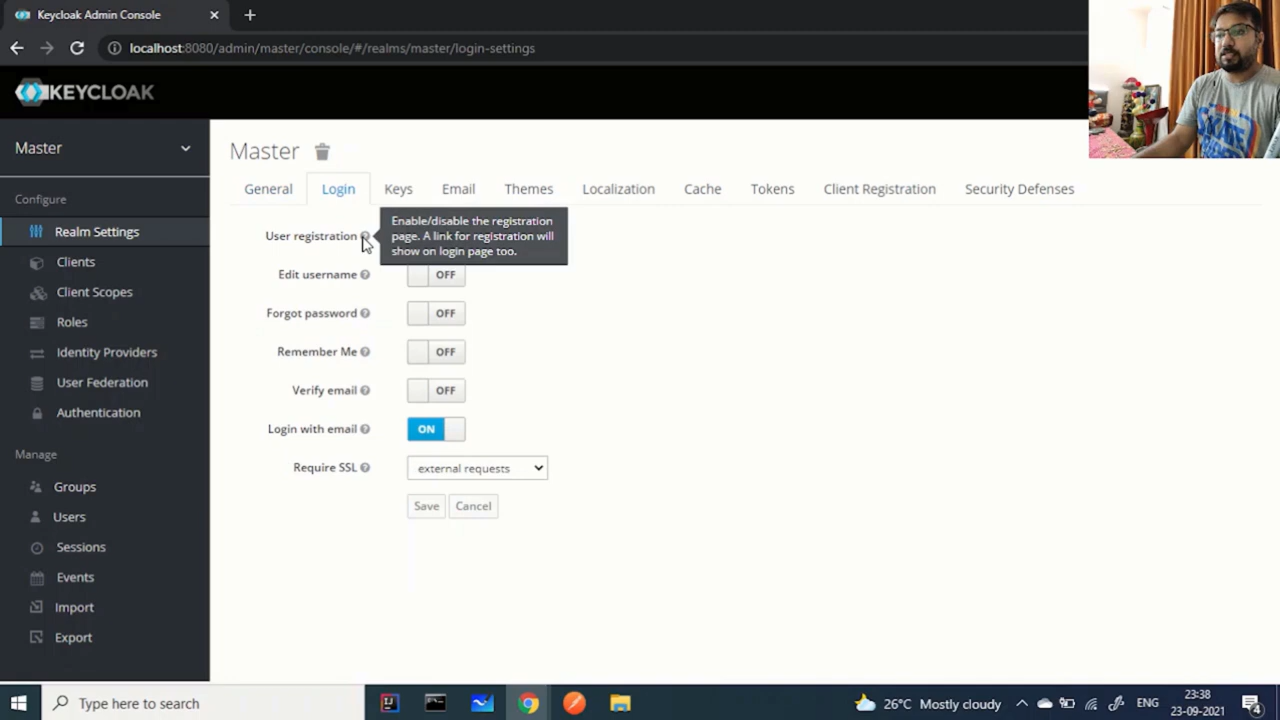 Keycloak Admin Console
localhost:8080/admin/master/console/#/realms/master/login-settings
KEYCLOAK
Master
Configure
Realm Settings
Clients
Client Scopes
Roles
Identity Providers
User Federation
Authentication
Manage
Groups
Users
Sessions
Events
Import
Export
Master
General Login Keys Email Themes Localization Cache Tokens Client Registration Security Defenses
User registration
Enable/disable the registration
page. A link for registration will
show on login page too.
Edit username OFF
Forgot password OFF
Remember Me OFF
Verify email OFF
Login with email ON
Require SSL external requests
Save Cancel
Type here to search
26°C Mostly cloudy
ENG
23:38
23-09-2021
4